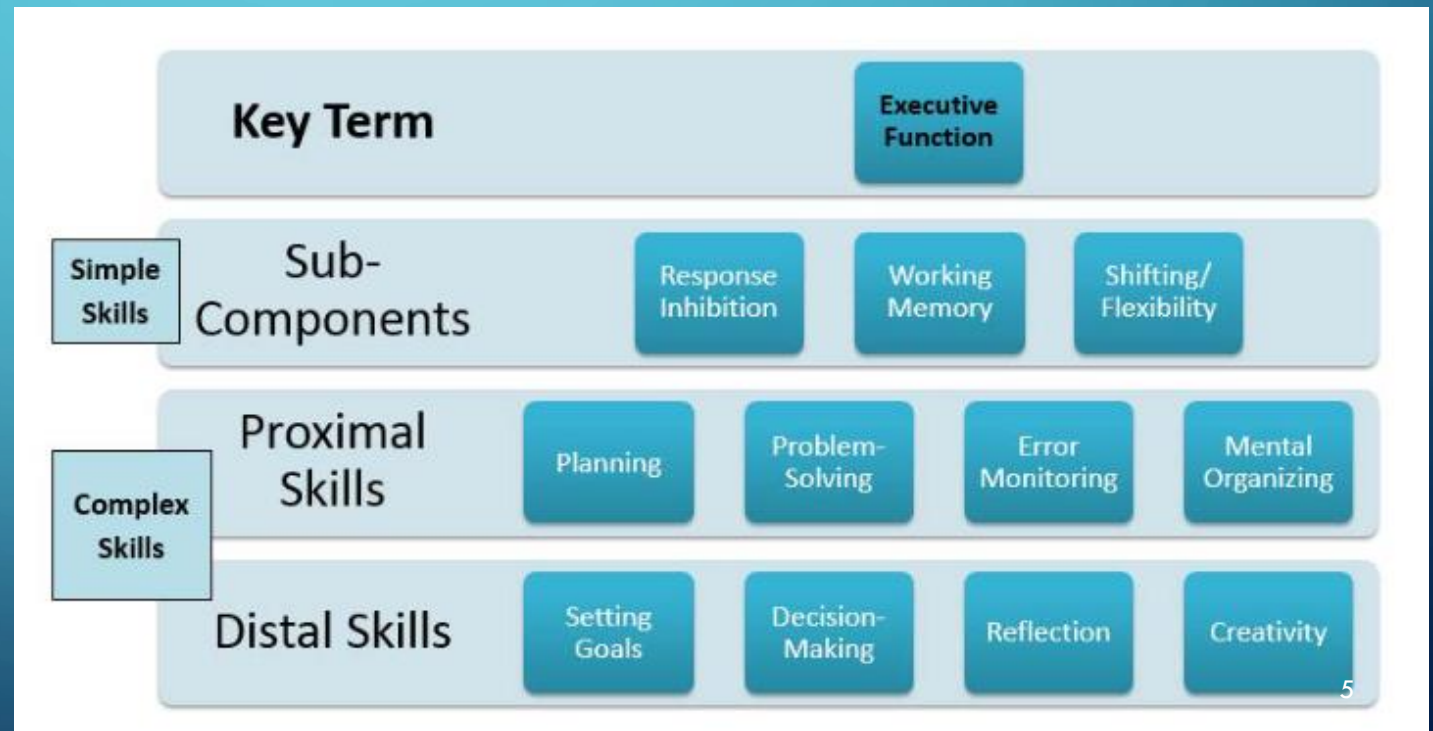 Key Term
Executive
Function
Simple
Skills
Sub-
Components
Response
Inhibition
Working
Memory
Shifting/
Flexibility
Complex
Skills
Proximal
Skills
Planning
Problem-
Solving
Error
Monitoring
Mental
Organizing
Distal Skills
Setting
Goals
Decision-
Making
Reflection
Creativity
5